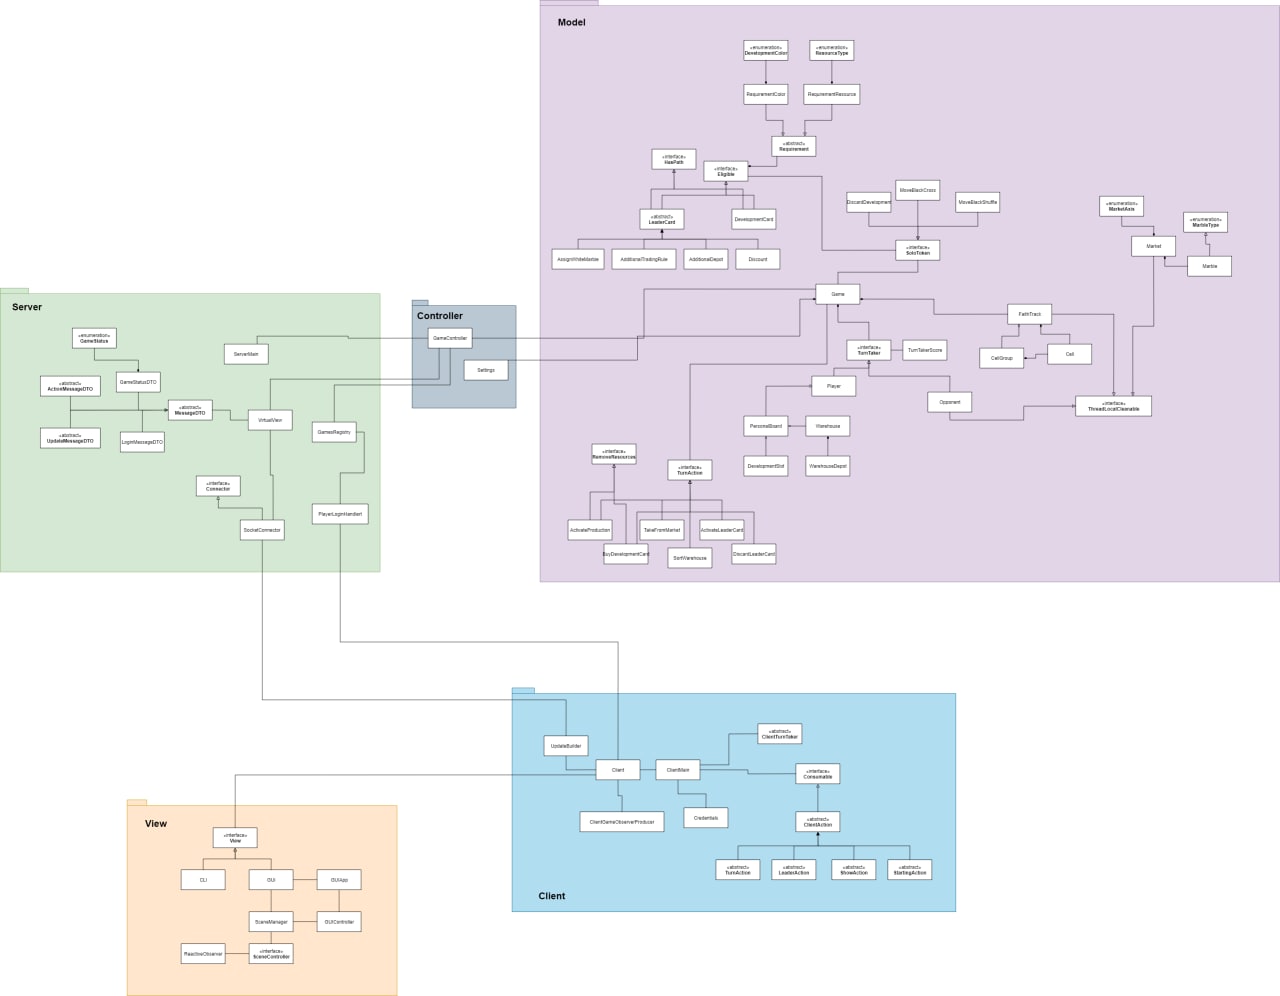 Model
«enumeration»
DevelopmentColor
«enumeration»
ResourceType
RequirementColor
RequirementResource
«abstract»
Requirement
«interface»
HasPath
«interface»
Eligible
«abstract»
LeaderCard
DevelopmentCard
AssignWhiteMarble
AdditionalTradingRule
AdditionalDepot
Discount
DiscardDevelopment
MoveBlackCross
MoveBlackShuffle
«interface»
SoloToken
«enumeration»
MarketAxis
«enumeration»
MarbleType
Market
Marble
Game
FaithTrack
CellGroup
Cell
«interface»
TurnTaker
TurnTakerScore
Player
Opponent
«interface»
ThreadLocalCleanable
PersonalBoard
Warehouse
DevelopmentSlot
WarehouseDepot
«interface»
RemoveResources
«interface»
TurnAction
ActivateProduction
TakeFromMarket
ActivateLeaderCard
BuyDevelopmentCard
SortWarehouse
DiscardLeaderCard
Server
«enumeration»
GameStatus
ServerMain
«abstract»
ActionMessageDTO
GameStatusDTO
«abstract»
MessageDTO
VirtualView
«abstract»
UpdateMessageDTO
LoginMessageDTO
GamesRegistry
«interface»
Connector
SocketConnector
PlayerLoginHandlerf
Controller
GameController
Settings
«abstract»
ClientTurnTaker
UpdateBuilder
Client
ClientMain
«interface»
Consumable
ClientGameObserverProducer
Credentials
«abstract»
ClientAction
«abstract»
TurnAction
«abstract»
LeaderAction
«abstract»
ShowAction
«abstract»
StartingAction
Client
View
«interface»
View
CLI
GUI
GUIApp
SceneManager
GUIController
ReactiveObserver
«interface»
SceneController